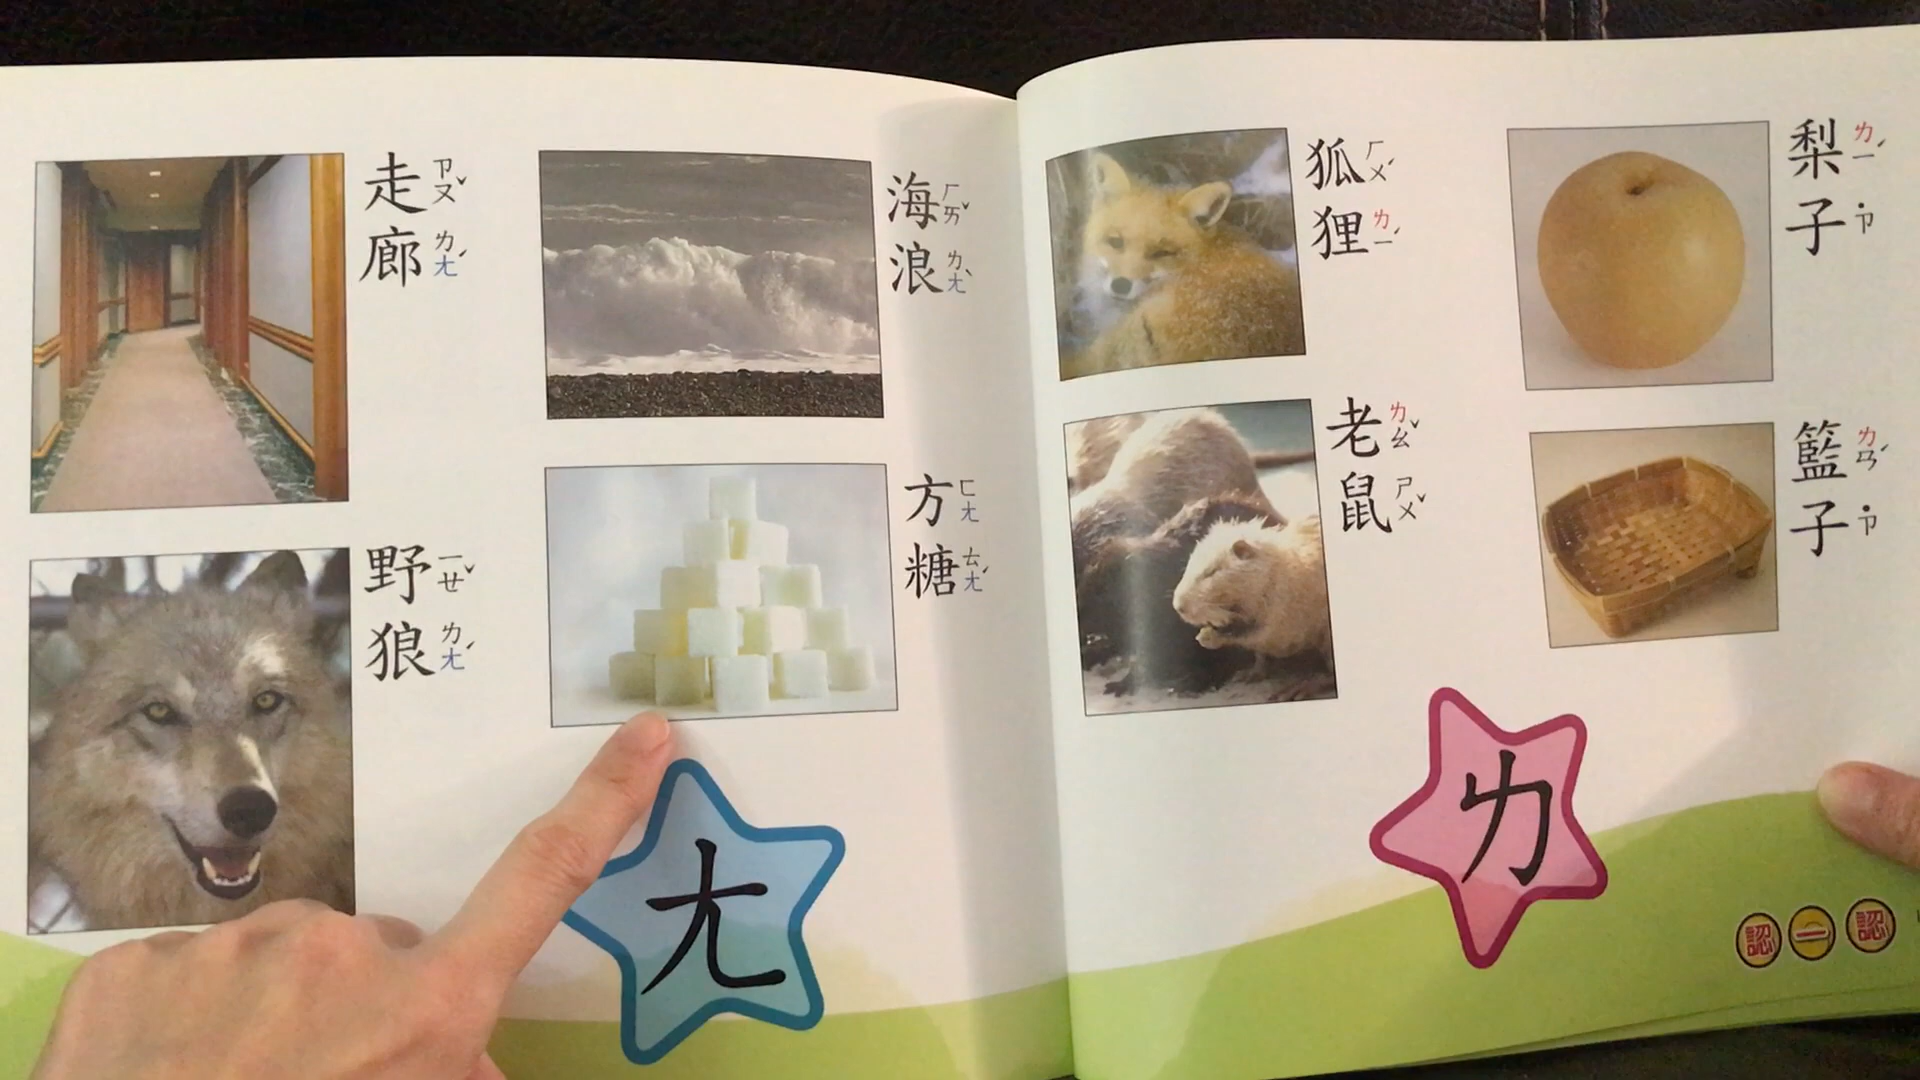 走廊
ㄗㄡˇ ㄌㄤˊ
海浪
ㄏㄞˇ ㄌㄤˋ
野狼
ㄧㄝˇ ㄌㄤˊ
方糖
ㄈㄤ ㄊㄤˊ
ㄤ
狐狸
ㄏㄨˊ ㄌㄧˊ
梨子
ㄌㄧˊ ˙ㄗ
老鼠
ㄌㄠˇ ㄕㄨˇ
籃子
ㄌㄢˊ ˙ㄗ
ㄌ
認一認